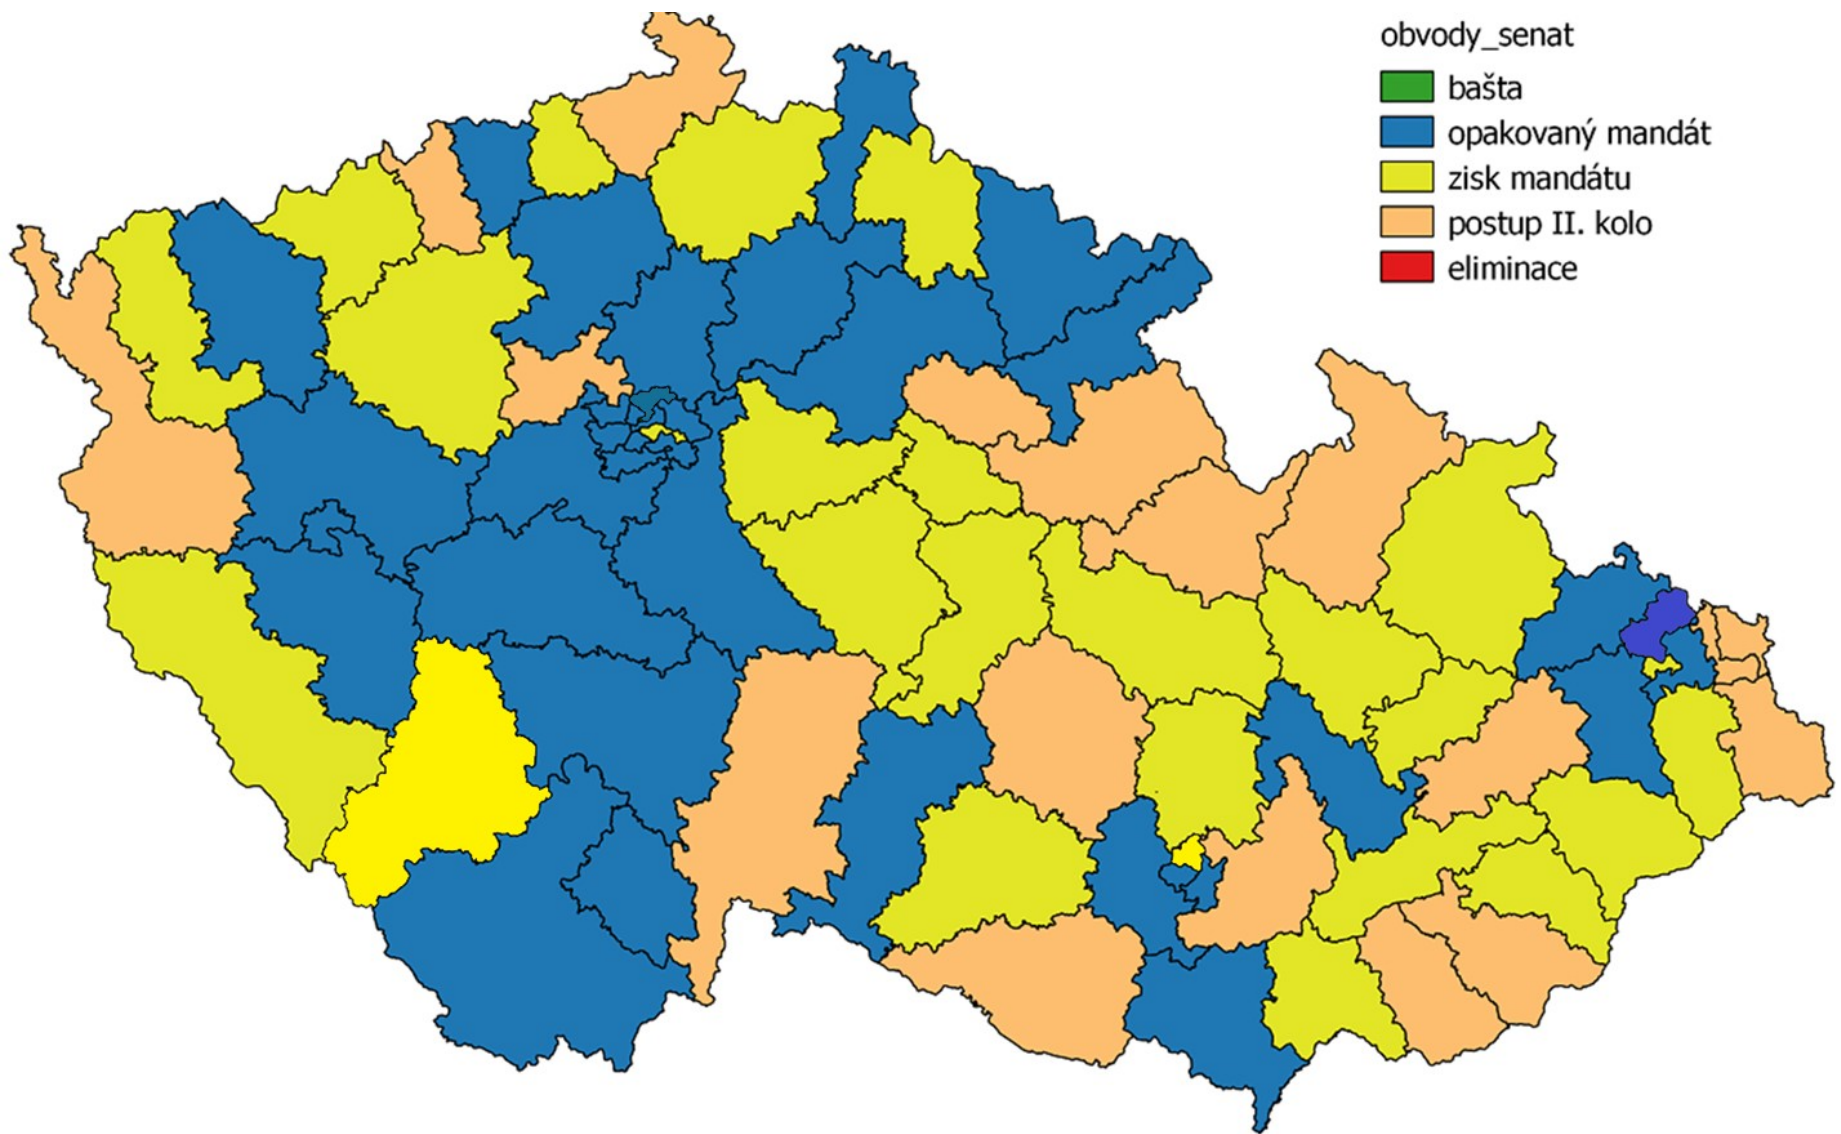 obvody_senat
bašta
opakovaný mandát
zisk mandátu
postup II. kolo
eliminace